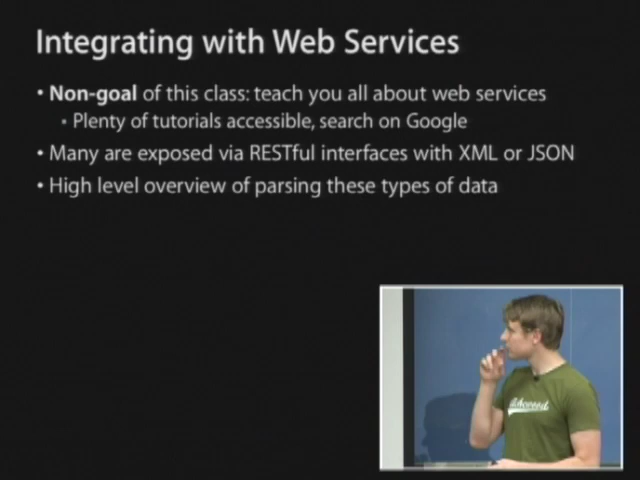 Integrating with Web Services
• Non-goal of this class: teach you all about web services
• Plenty of tutorials accessible, search on Google
• Many are exposed via RESTful interfaces with XML or JSON
• High level overview of parsing these types of data